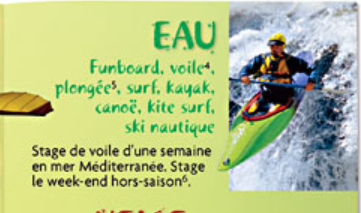 EAU
Funboard, voile⁴,
plongée⁵, surf, kayak,
canoë, kite surf,
ski nautique
Stage de voile d'une semaine
en mer Méditerranée. Stage
le week-end hors-saison⁶.